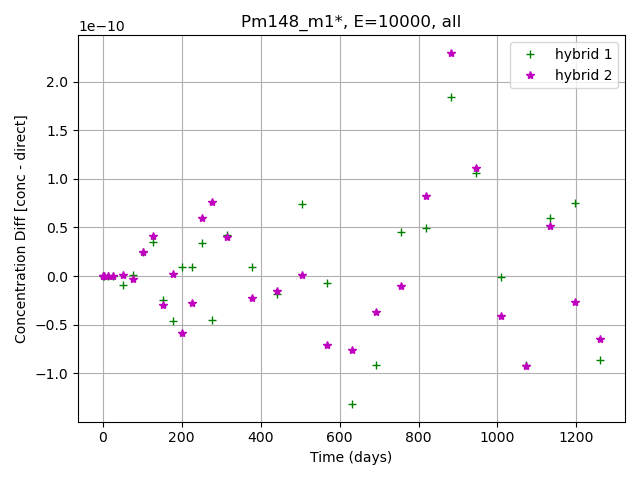 Pm148_m1*, E=10000, all
1e−10
hybrid 1
hybrid 2
2.0
1.5
1.0
0.5
0.0
−0.5
−1.0
Concentration Diff [conc - direct]
0 200 400 600 800 1000 1200
Time (days)